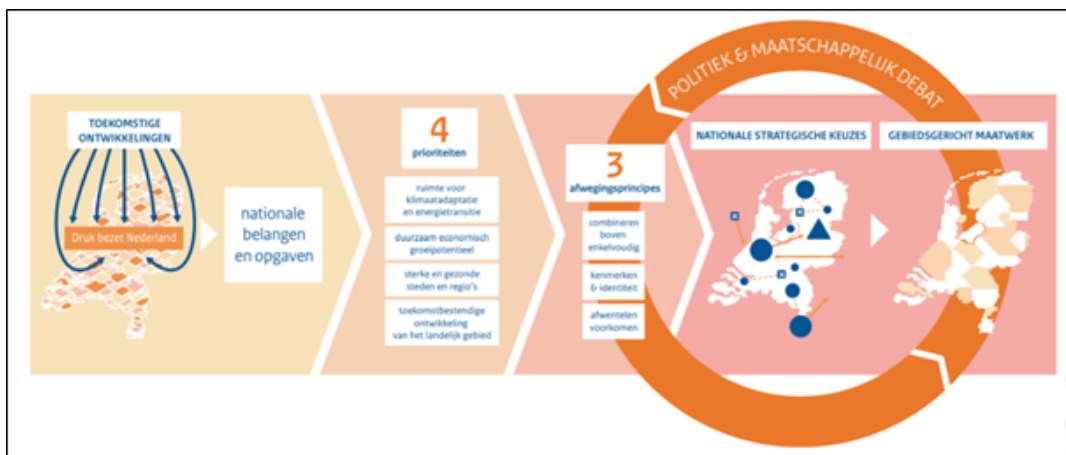 POLITIEK & MAATSCHAPPELIJK DEBAT
TOEKOMSTIGE
ONTWIKKELINGEN
Druk bezet Nederland
nationale
belangen
en opgaven
4
prioriteiten
ruimte voor
klimaatadaptatie
en energietransitie
duurzaam economisch
groeipotentieel
sterke en gezonde
steden en regio's
toekomstbestendige
ontwikkeling
van het landelijk gebied
3
afwegingsprincipes
combineren
boven
enkelvoudig
kenmerken
& identiteit
afwentelen
voorkomen
NATIONALE STRATEGISCHE KEUZES
GEBIEDSGERICHT MAATWERK